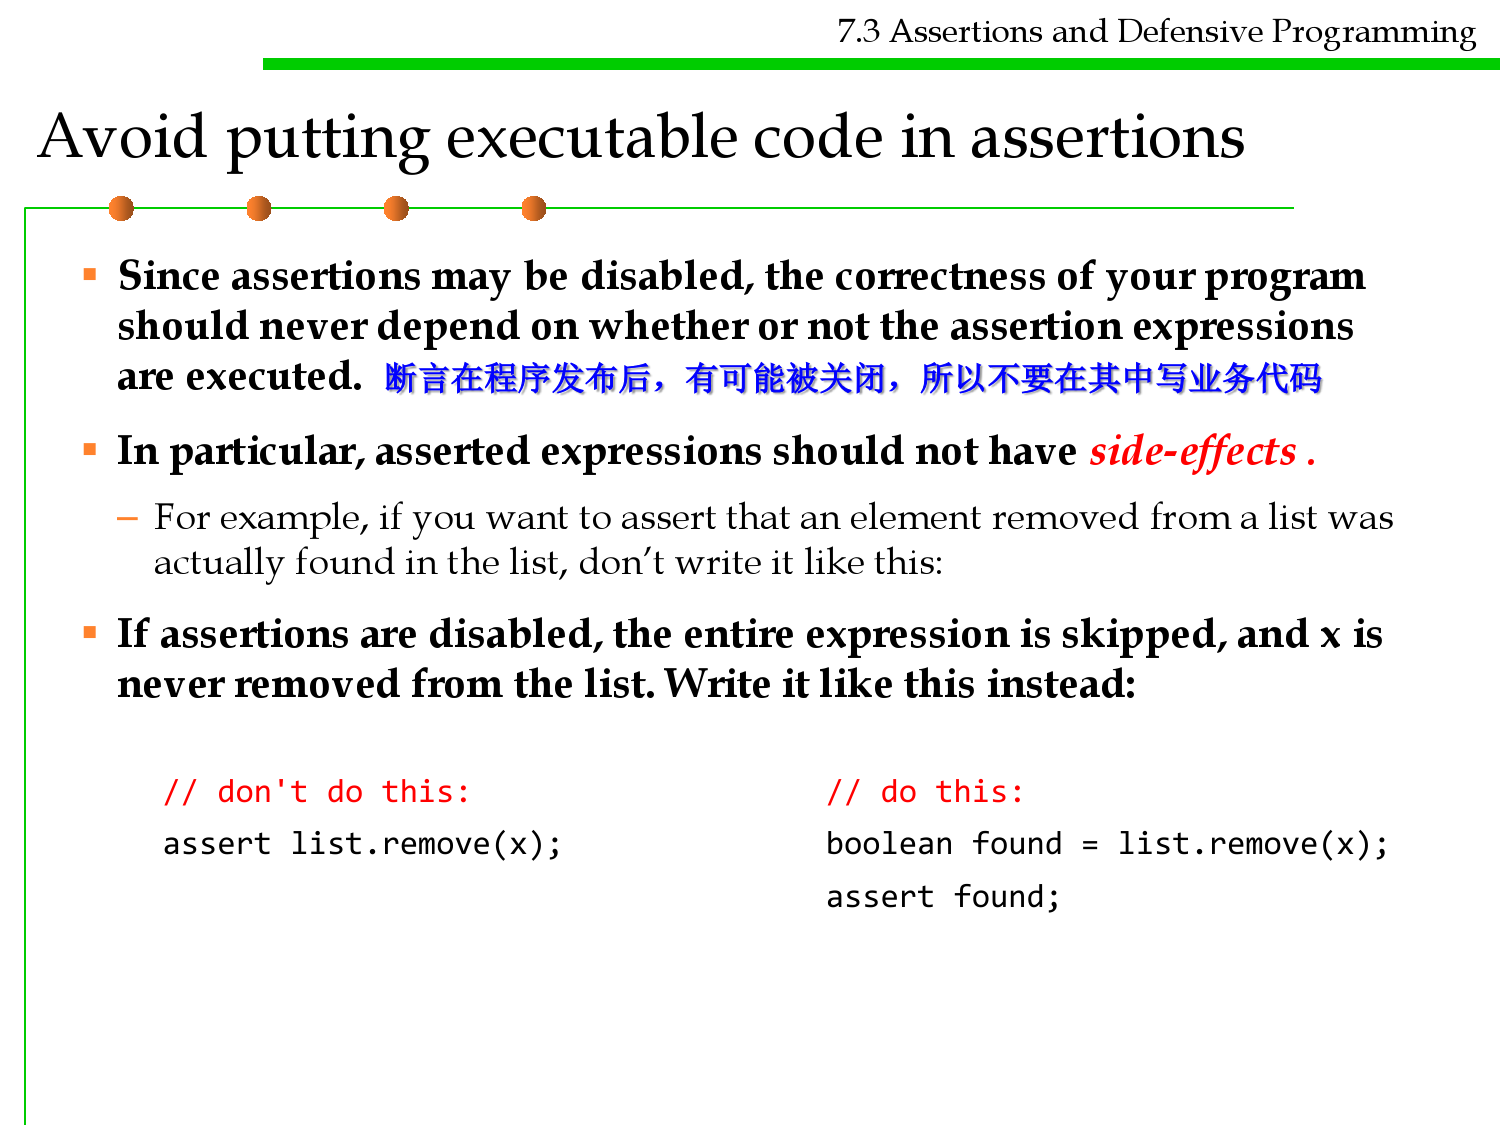 7.3 Assertions and Defensive Programming
Avoid putting executable code in assertions
▪ Since assertions may be disabled, the correctness of your program
should never depend on whether or not the assertion expressions
are executed. 断言在程序发布后，有可能被关闭，所以不要在其中写业务代码
▪ In particular, asserted expressions should not have side-effects .
– For example, if you want to assert that an element removed from a list was
actually found in the list, don’t write it like this:
▪ If assertions are disabled, the entire expression is skipped, and x is
never removed from the list. Write it like this instead:
// don't do this:
assert list.remove(x);
// do this:
boolean found = list.remove(x);
assert found;